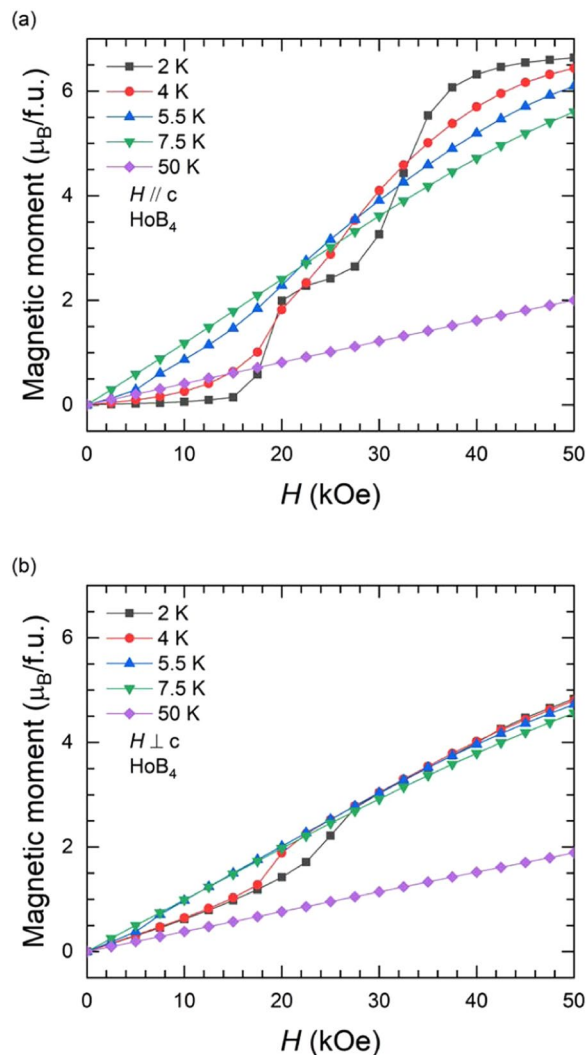 (a)
6
4
2
0
Magnetic moment (μB/f.u.)
2 K
4 K
5.5 K
7.5 K
50 K
H // c
HoB4
0 10 20 30 40 50
H (kOe)
(b)
6
4
2
0
Magnetic moment (μB/f.u.)
2 K
4 K
5.5 K
7.5 K
50 K
H ⊥ c
HoB4
0 10 20 30 40 50
H (kOe)